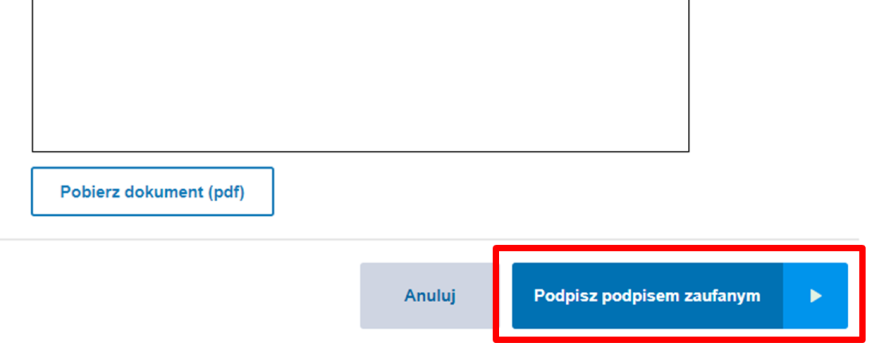 Pobierz dokument (pdf)
Anuluj
Podpisz podpisem zaufanym